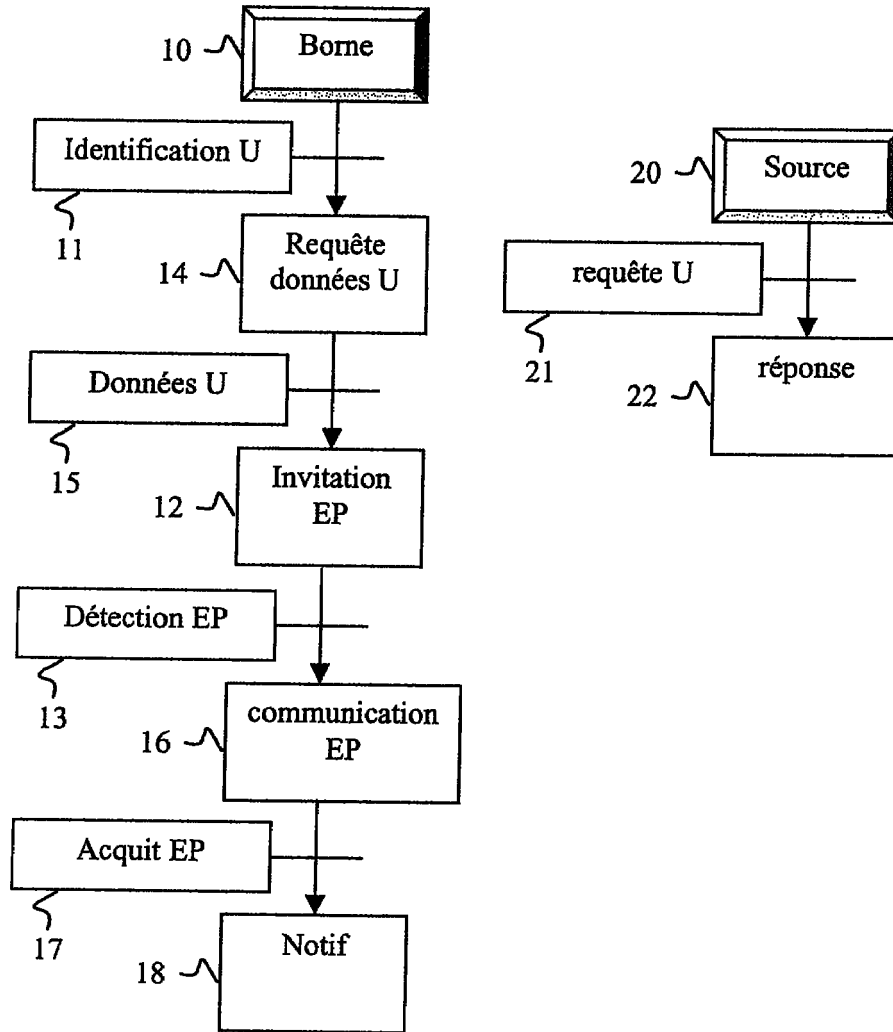 10
Borne
Identification U
11
14
Requête
données U
Données U
15
12
Invitation
EP
Détection EP
13
16
communication
EP
Acquit EP
17
18
Notif
20
Source
requête U
21
22
réponse